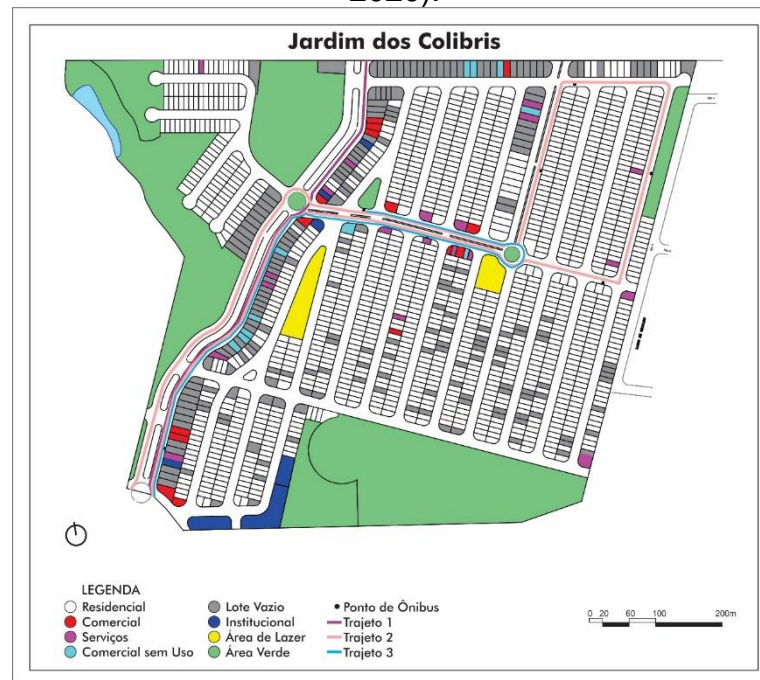 2020).
Jardim dos Colibris
LEGENDA
Residencial
Comercial
Serviços
Comercial sem Uso
Lote Vazio
Institucional
Área de Lazer
Área Verde
Ponto de Ônibus
Trajeto 1
Trajeto 2
Trajeto 3
0 20 60 100 200m